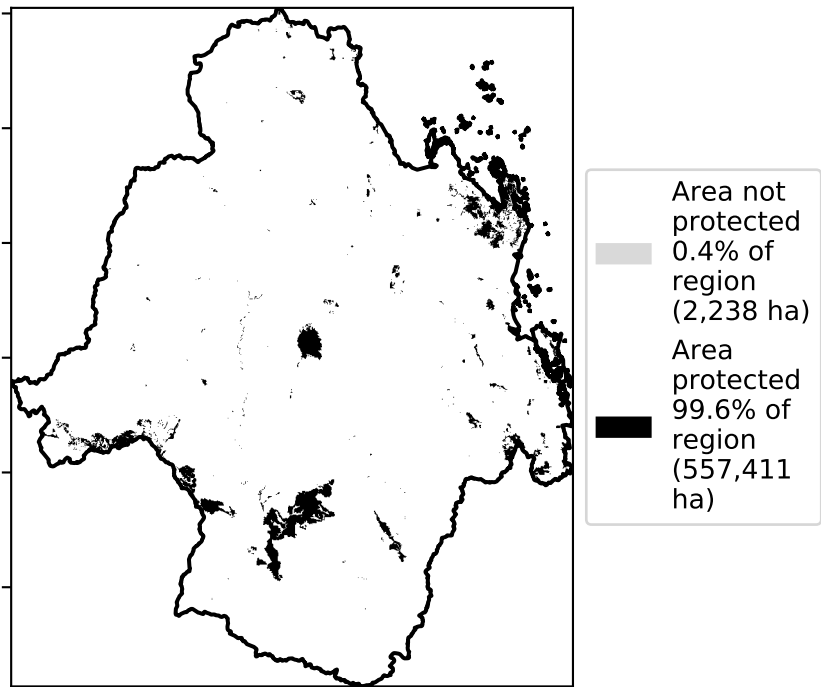 Area not
protected
0.4% of
region
(2,238 ha)
Area
protected
99.6% of
region
(557,411
ha)